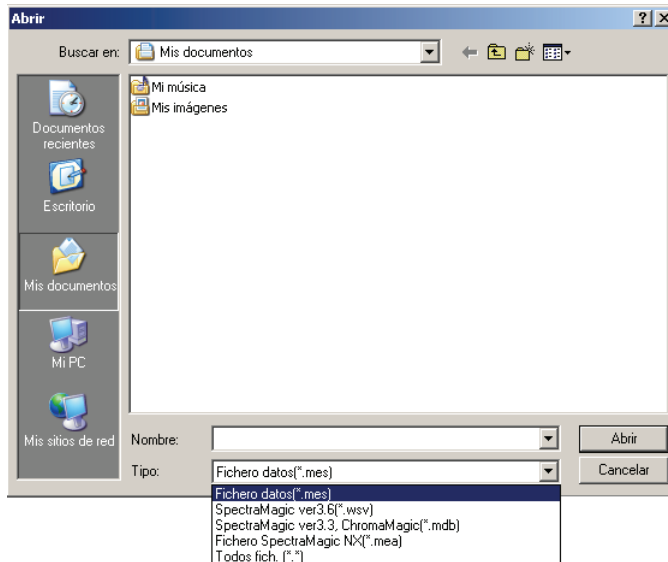 Abrir
Buscar en: Mis documentos
Mi música
Mis imágenes
Documentos
recientes
Escritorio
Mis documentos
Mi PC
Mis sitios de red
Nombre:
Abrir
Tipo: Fichero datos(*.mes)
Cancelar
Fichero datos(*.mes)
SpectraMagic ver3.6(*.wsv)
SpectraMagic ver3.3, ChromaMagic(*.mdb)
Fichero SpectraMagic NX(*.mea)
Todos fich. (*.*)